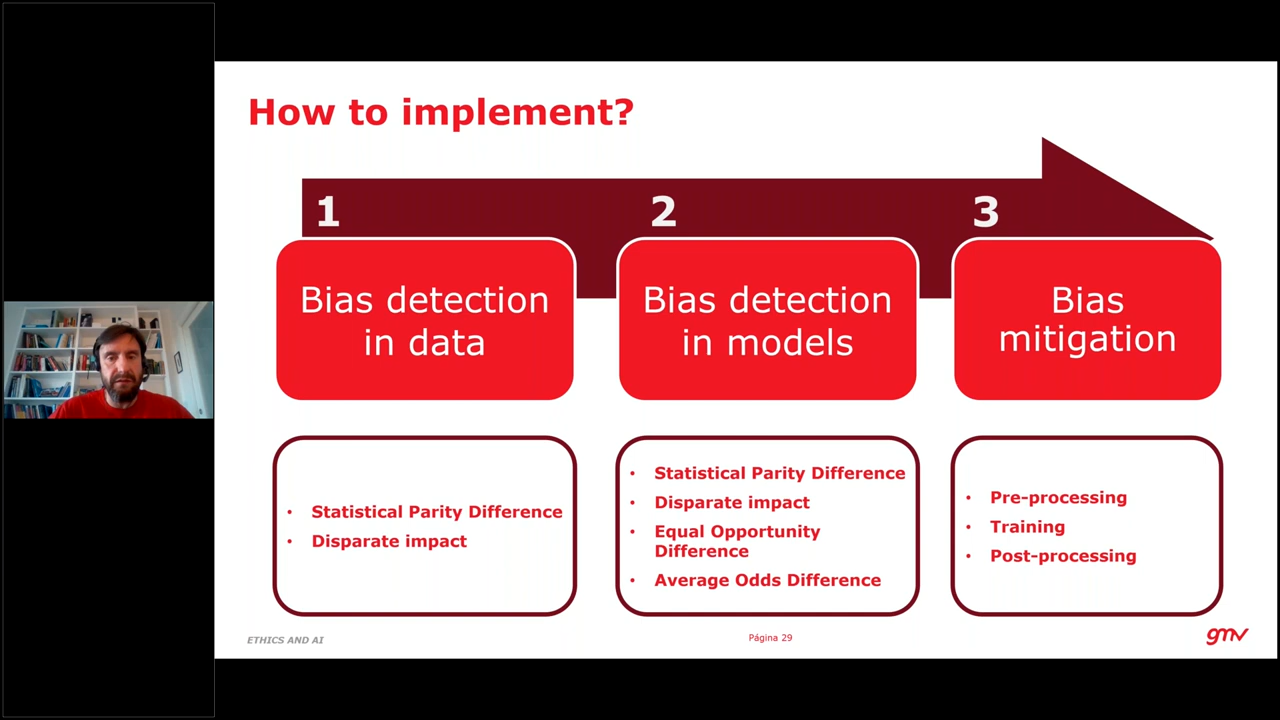 How to implement?
1
2
3
Bias detection
in data
Bias detection
in models
Bias
mitigation
• Statistical Parity Difference
• Disparate impact
• Statistical Parity Difference
• Disparate impact
• Equal Opportunity
Difference
• Average Odds Difference
• Pre-processing
• Training
• Post-processing
ETHICS AND AI
Página 29
gmv